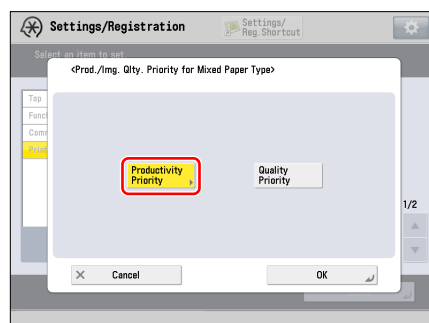 Settings/Registration
Settings/
Reg. Shortcut
Select an item to set.
<Prod./Img. Qlty. Priority for Mixed Paper Type>
Top
Funct
Comm
Print
Productivity
Priority
Quality
Priority
1/2
Cancel
OK